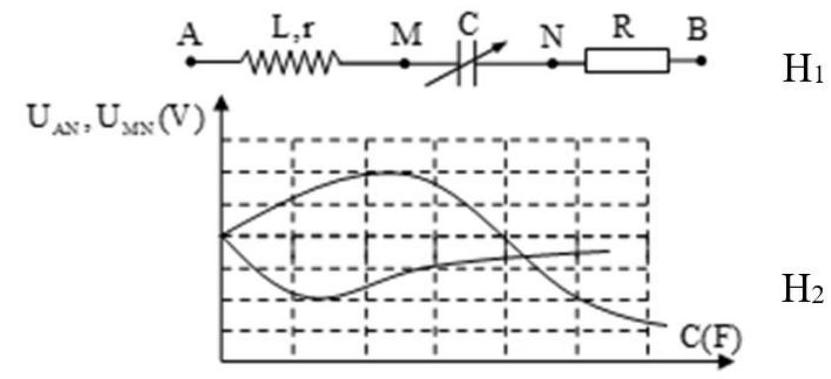 A L,r M C N R B
H₁
U_AN, U_MN (V)
H₂
C(F)